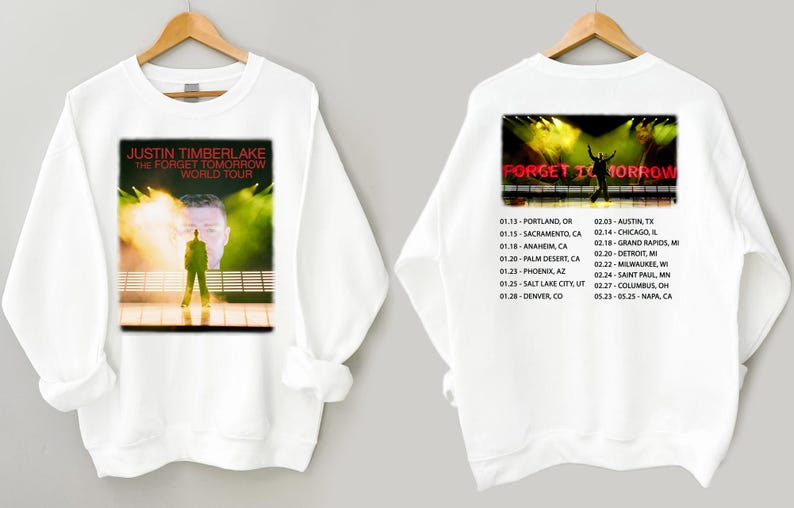 JUSTIN TIMBERLAKE
THE FORGET TOMORROW
WORLD TOUR
FORGET TOMORROW
01.13 - PORTLAND, OR
01.15 - SACRAMENTO, CA
01.18 - ANAHEIM, CA
01.20 - PALM DESERT, CA
01.23 - PHOENIX, AZ
01.25 - SALT LAKE CITY, UT
01.28 - DENVER, CO
02.03 - AUSTIN, TX
02.14 - CHICAGO, IL
02.18 - GRAND RAPIDS, MI
02.20 - DETROIT, MI
02.22 - MILWAUKEE, WI
02.24 - SAINT PAUL, MN
02.27 - COLUMBUS, OH
05.23 - 05.25 - NAPA, CA